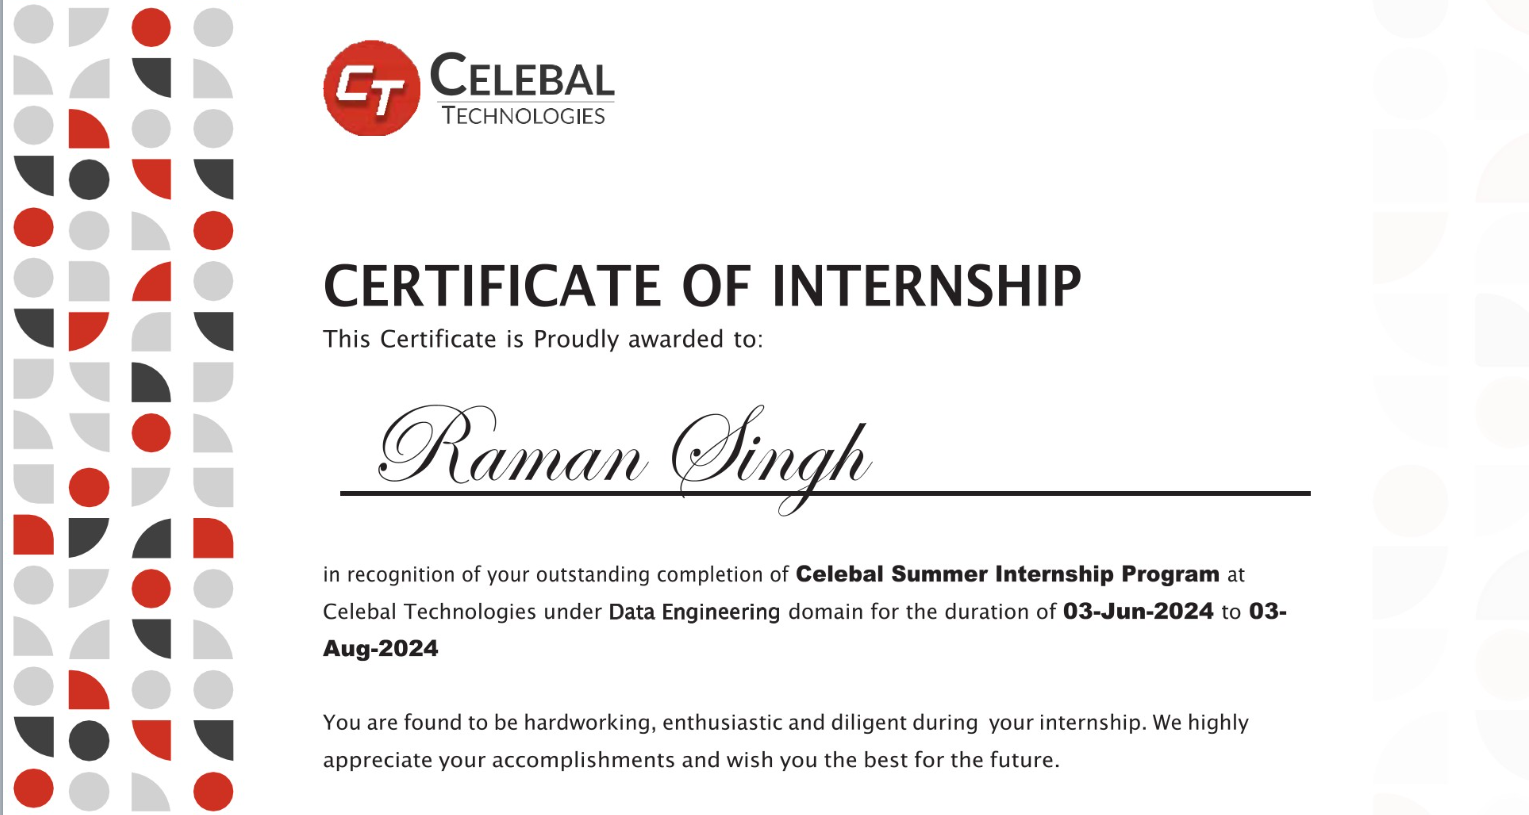 CT
CELEBAL
TECHNOLOGIES
CERTIFICATE OF INTERNSHIP
This Certificate is Proudly awarded to:
Raman Singh
in recognition of your outstanding completion of Celebal Summer Internship Program at
Celebal Technologies under Data Engineering domain for the duration of 03-Jun-2024 to 03-
Aug-2024
You are found to be hardworking, enthusiastic and diligent during your internship. We highly
appreciate your accomplishments and wish you the best for the future.